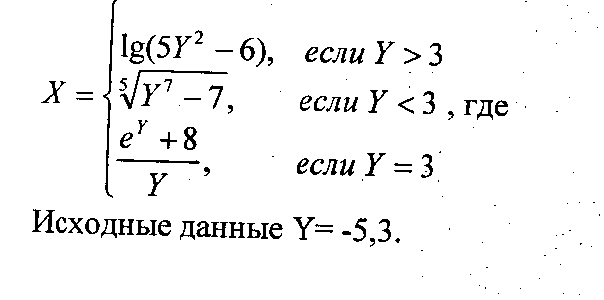 X = { lg(5Y² − 6), если Y > 3
⁵√(Y⁷ − 7), если Y < 3 , где
(e^Y + 8)/Y, если Y = 3
Исходные данные Y= -5,3.